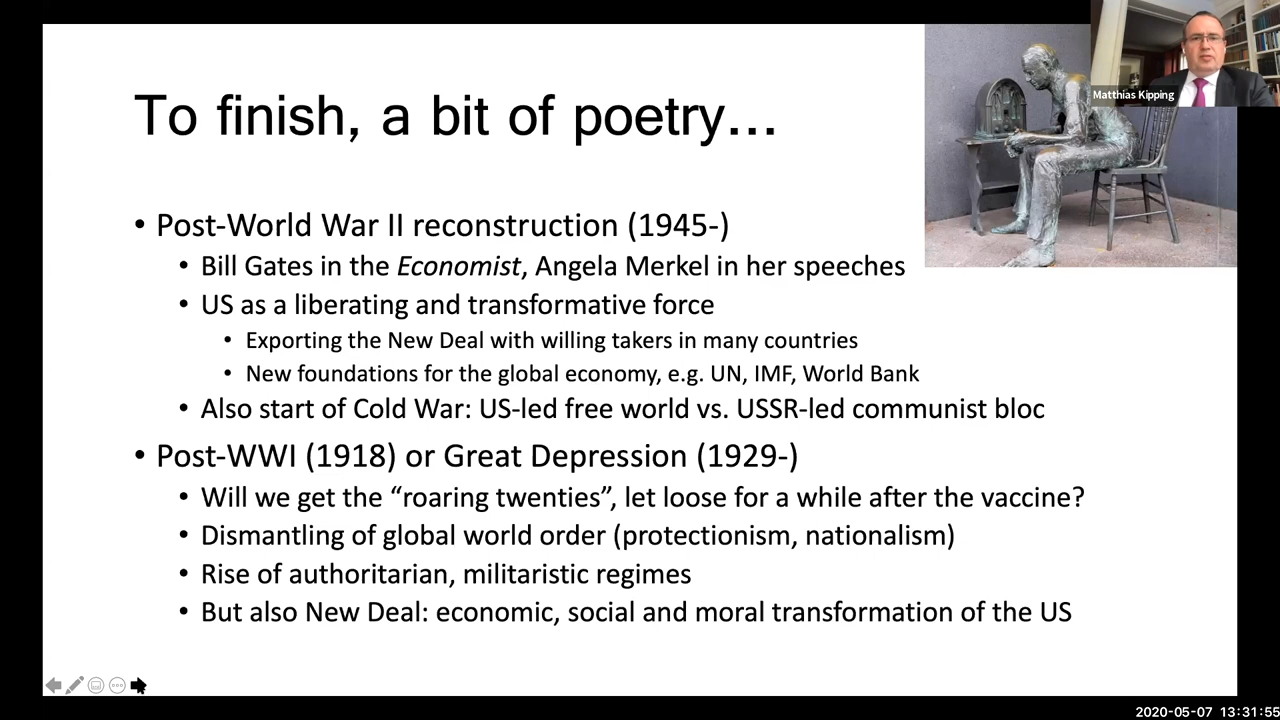 Matthias Kipping
To finish, a bit of poetry...
• Post-World War II reconstruction (1945-)
• Bill Gates in the Economist, Angela Merkel in her speeches
• US as a liberating and transformative force
• Exporting the New Deal with willing takers in many countries
• New foundations for the global economy, e.g. UN, IMF, World Bank
• Also start of Cold War: US-led free world vs. USSR-led communist bloc
• Post-WWI (1918) or Great Depression (1929-)
• Will we get the “roaring twenties”, let loose for a while after the vaccine?
• Dismantling of global world order (protectionism, nationalism)
• Rise of authoritarian, militaristic regimes
• But also New Deal: economic, social and moral transformation of the US
2020-05-07 13:31:55